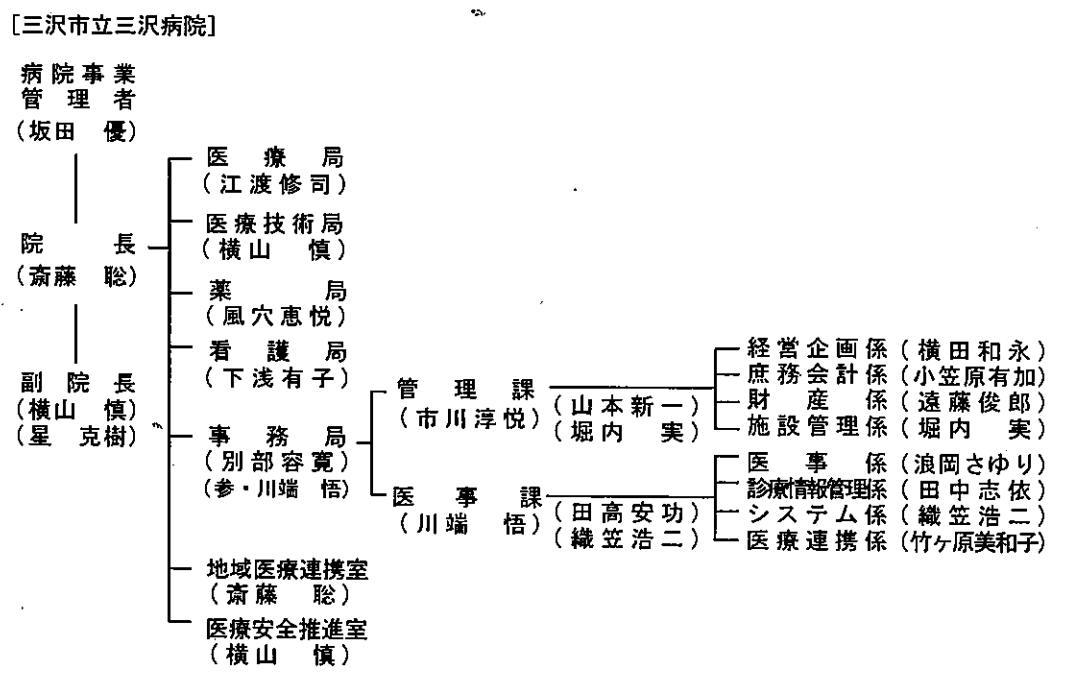 [三沢市立三沢病院]
病院事業
管理者
(坂田 優)
院長
(斎藤 聡)
副院長
(横山 慎)
(星 克樹)
医療局
(江渡修司)
医療技術局
(横山 慎)
薬局
(風穴恵悦)
看護局
(下浅有子)
事務局
(別部容寛)
(参・川端 悟)
地域医療連携室
(斎藤 聡)
医療安全推進室
(横山 慎)
管理課
(市川淳悦)
(山本新一)
(堀内 実)
経営企画係(横田和永)
庶務会計係(小笠原有加)
財産係(遠藤俊郎)
施設管理係(堀内 実)
医事課
(川端 悟)
(田高安功)
(織笠浩二)
医事係(浪岡さゆり)
診療情報管理係(田中志依)
システム係(織笠浩二)
医療連携係(竹ヶ原美和子)